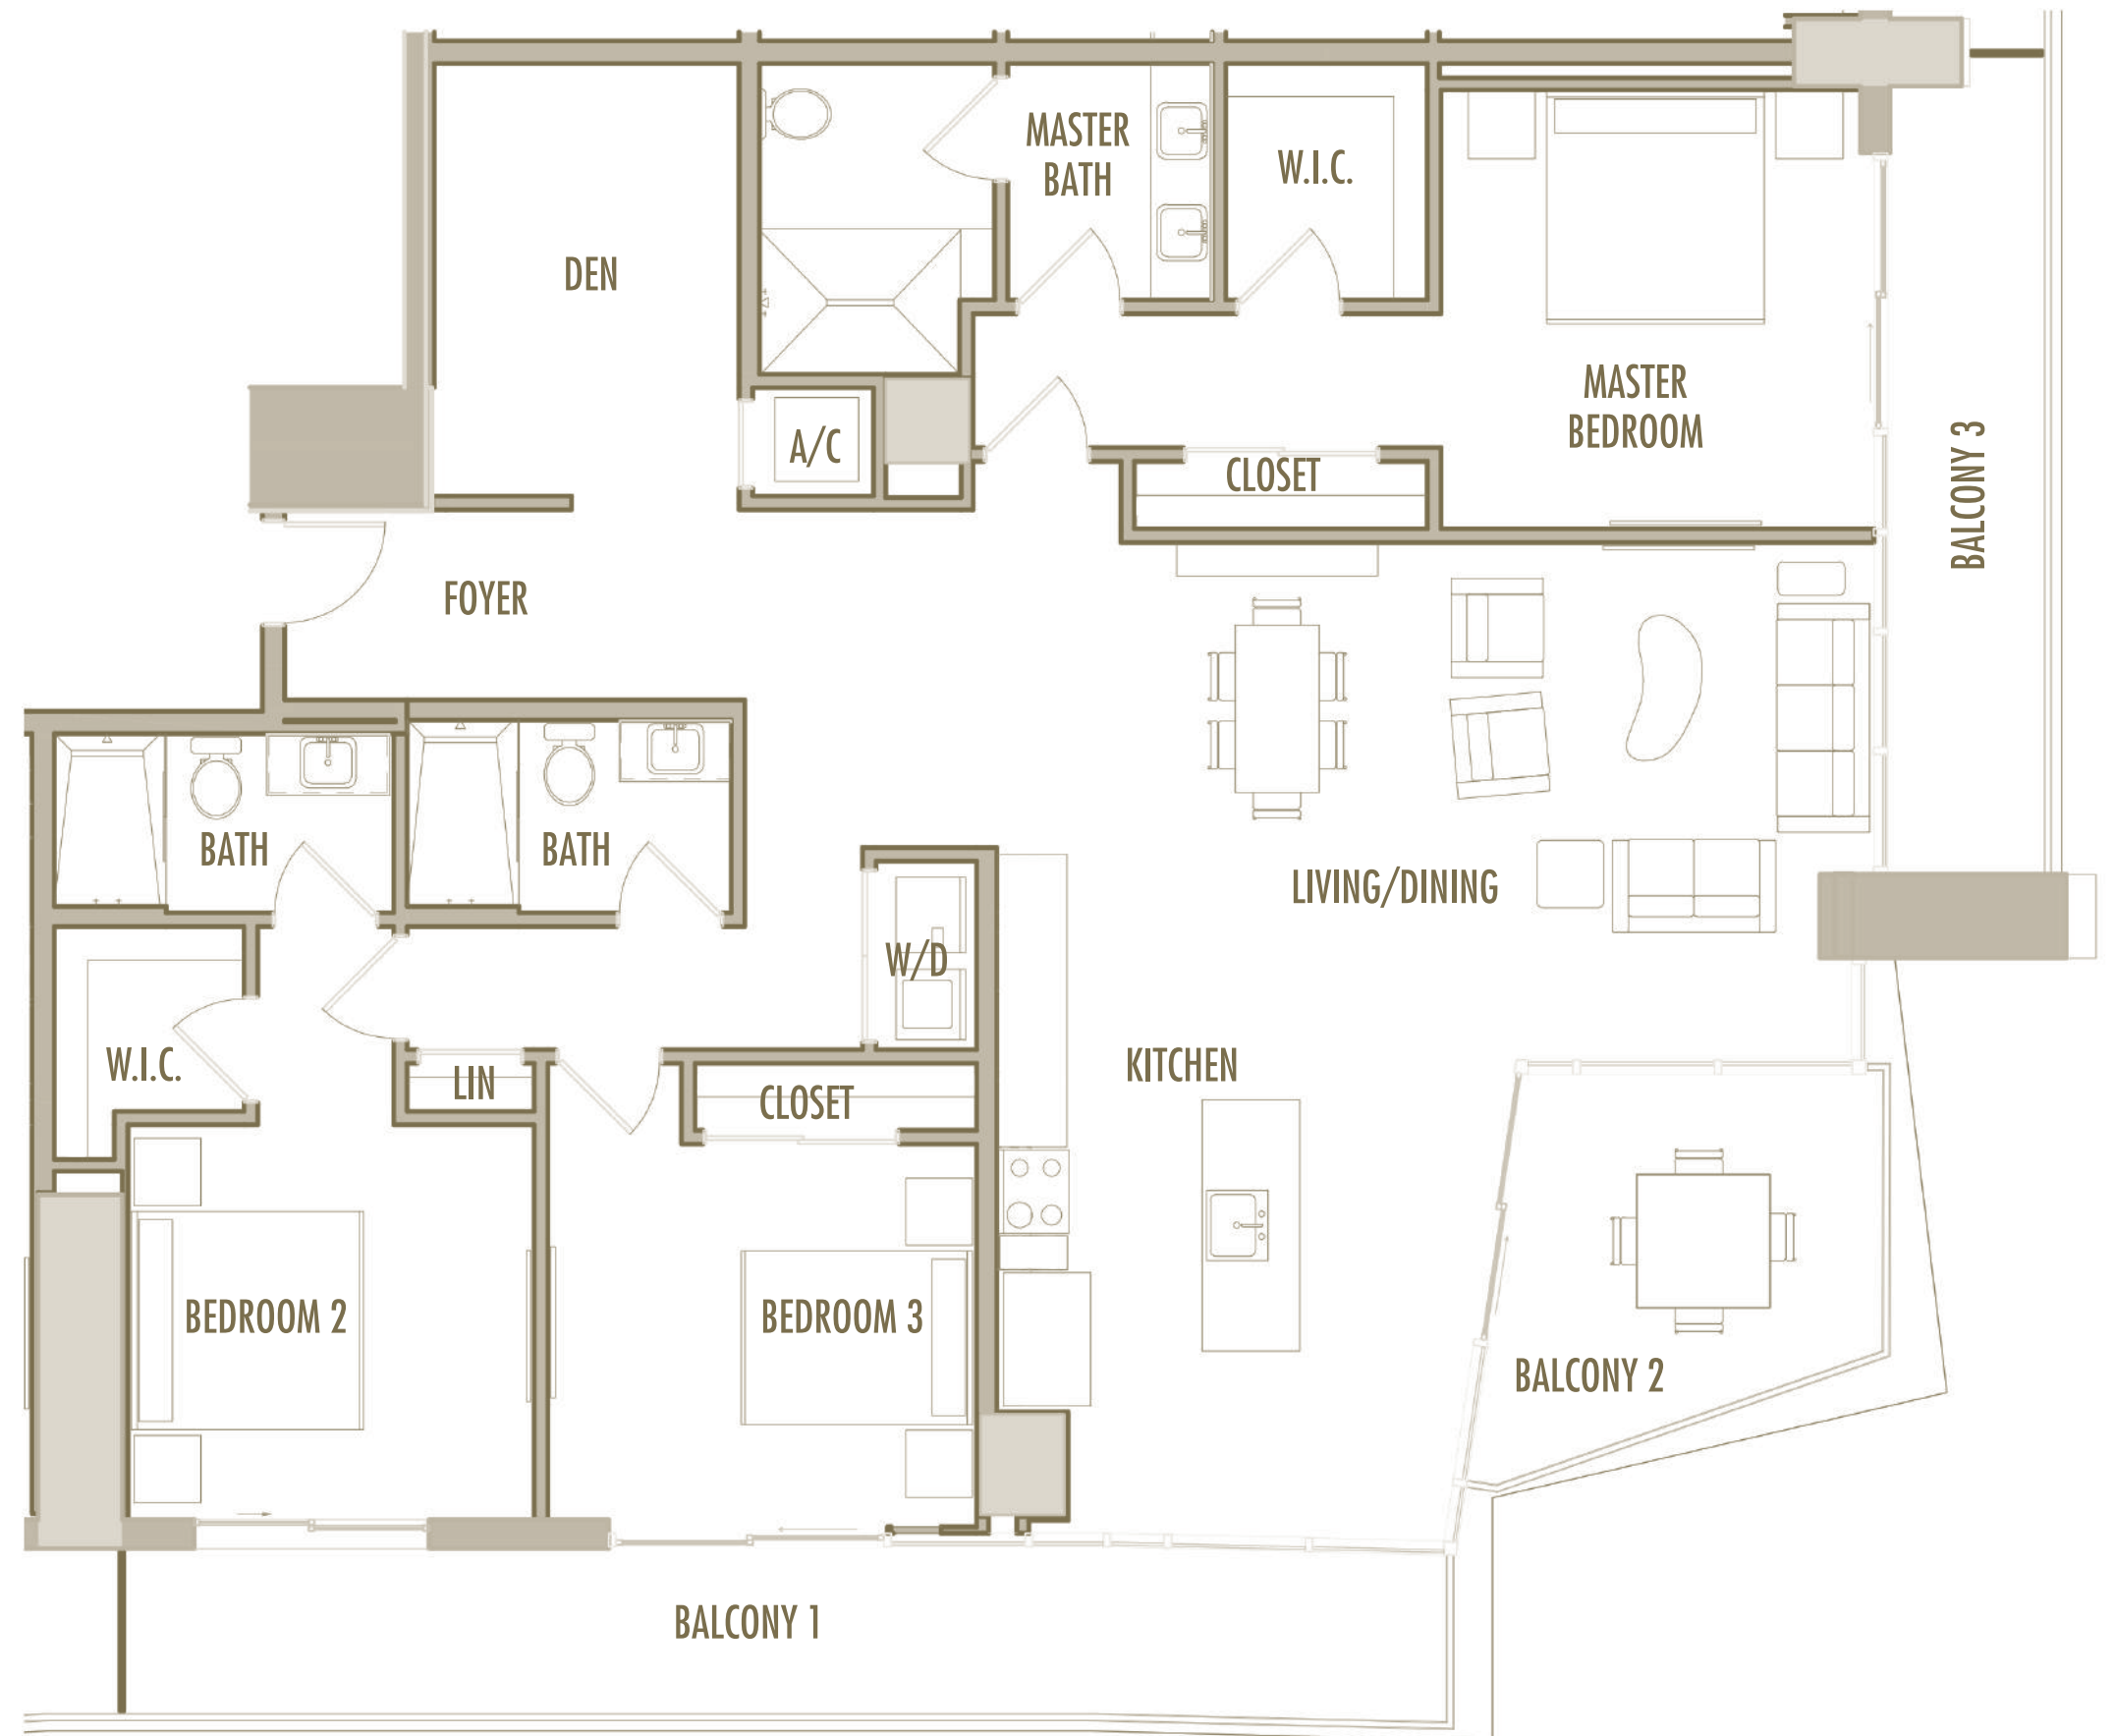 MASTER
BATH
W.I.C.
DEN
MASTER
BEDROOM
A/C
CLOSET
BALCONY 3
FOYER
BATH
BATH
LIVING/DINING
W/D
W.I.C.
LIN
KITCHEN
CLOSET
BEDROOM 2
BEDROOM 3
BALCONY 2
BALCONY 1